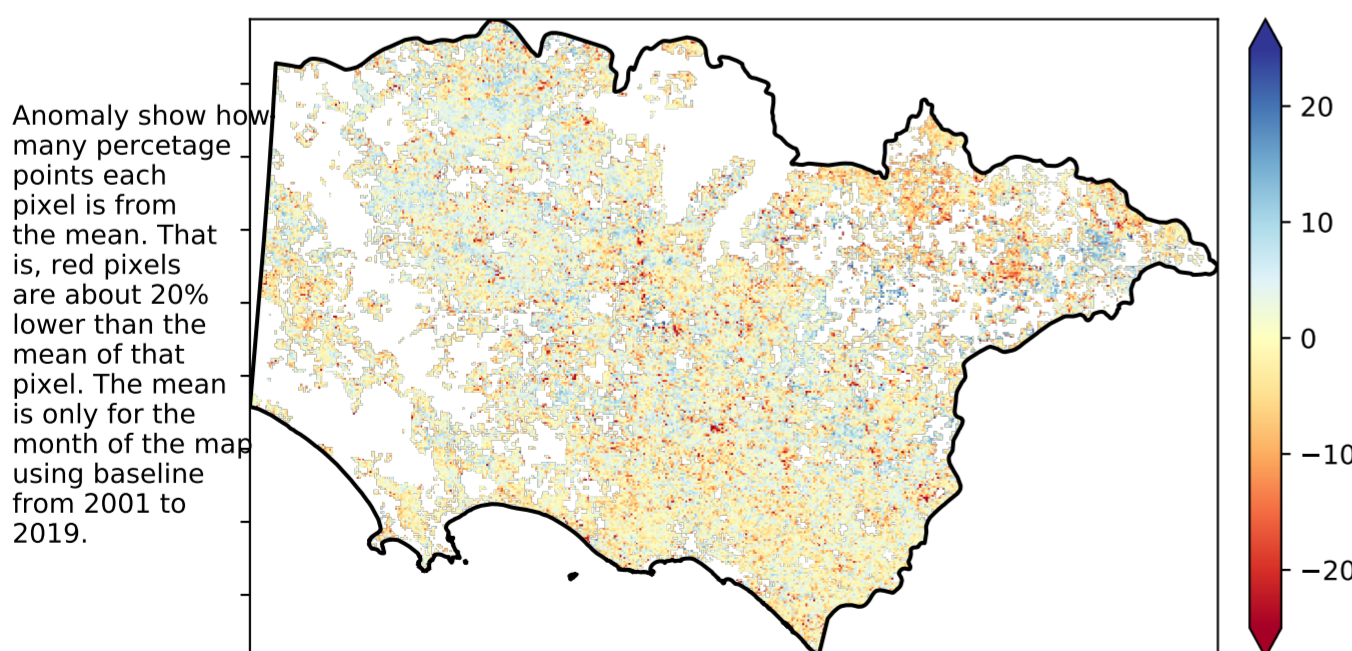 Anomaly show how
many percetage
points each
pixel is from
the mean. That
is, red pixels
are about 20%
lower than the
mean of that
pixel. The mean
is only for the
month of the map
using baseline
from 2001 to
2019.
20
10
0
−10
−20